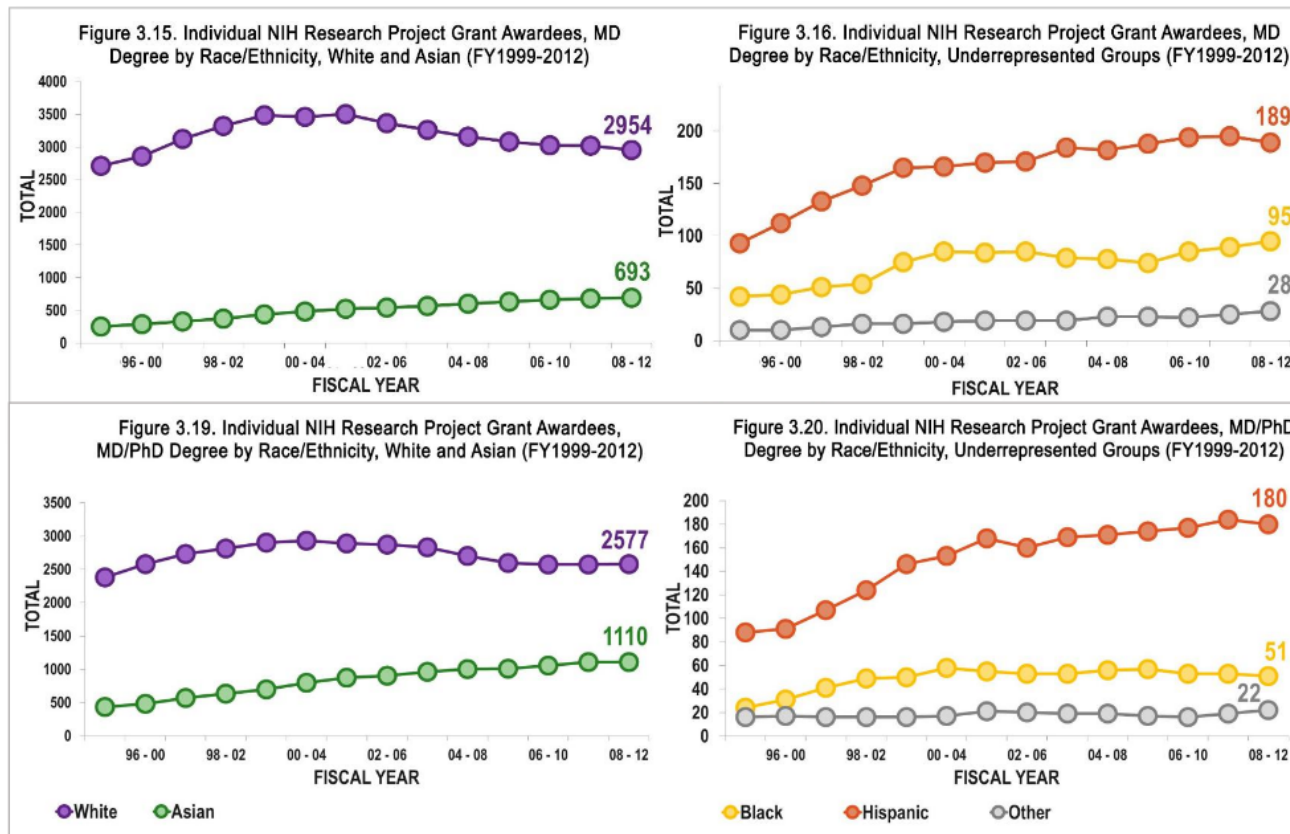 Figure 3.15. Individual NIH Research Project Grant Awardees, MD
Degree by Race/Ethnicity, White and Asian (FY1999-2012)
4000
3500
3000
2500
2000
1500
1000
500
0
TOTAL
2954
693
96 - 00 98 - 02 00 - 04 02 - 06 04 - 08 06 - 10 08 - 12
FISCAL YEAR
Figure 3.16. Individual NIH Research Project Grant Awardees, MD
Degree by Race/Ethnicity, Underrepresented Groups (FY1999-2012)
200
150
100
50
0
TOTAL
189
95
28
96 - 00 98 - 02 00 - 04 02 - 06 04 - 08 06 - 10 08 - 12
FISCAL YEAR
Figure 3.19. Individual NIH Research Project Grant Awardees,
MD/PhD Degree by Race/Ethnicity, White and Asian (FY1999-2012)
3500
3000
2500
2000
1500
1000
500
0
TOTAL
2577
1110
96 - 00 98 - 02 00 - 04 02 - 06 04 - 08 06 - 10 08 - 12
FISCAL YEAR
White Asian
Figure 3.20. Individual NIH Research Project Grant Awardees, MD/PhD
Degree by Race/Ethnicity, Underrepresented Groups (FY1999-2012)
200
180
160
140
120
100
80
60
40
20
0
TOTAL
180
51
22
96 - 00 98 - 02 00 - 04 02 - 06 04 - 08 06 - 10 08 - 12
FISCAL YEAR
Black Hispanic Other